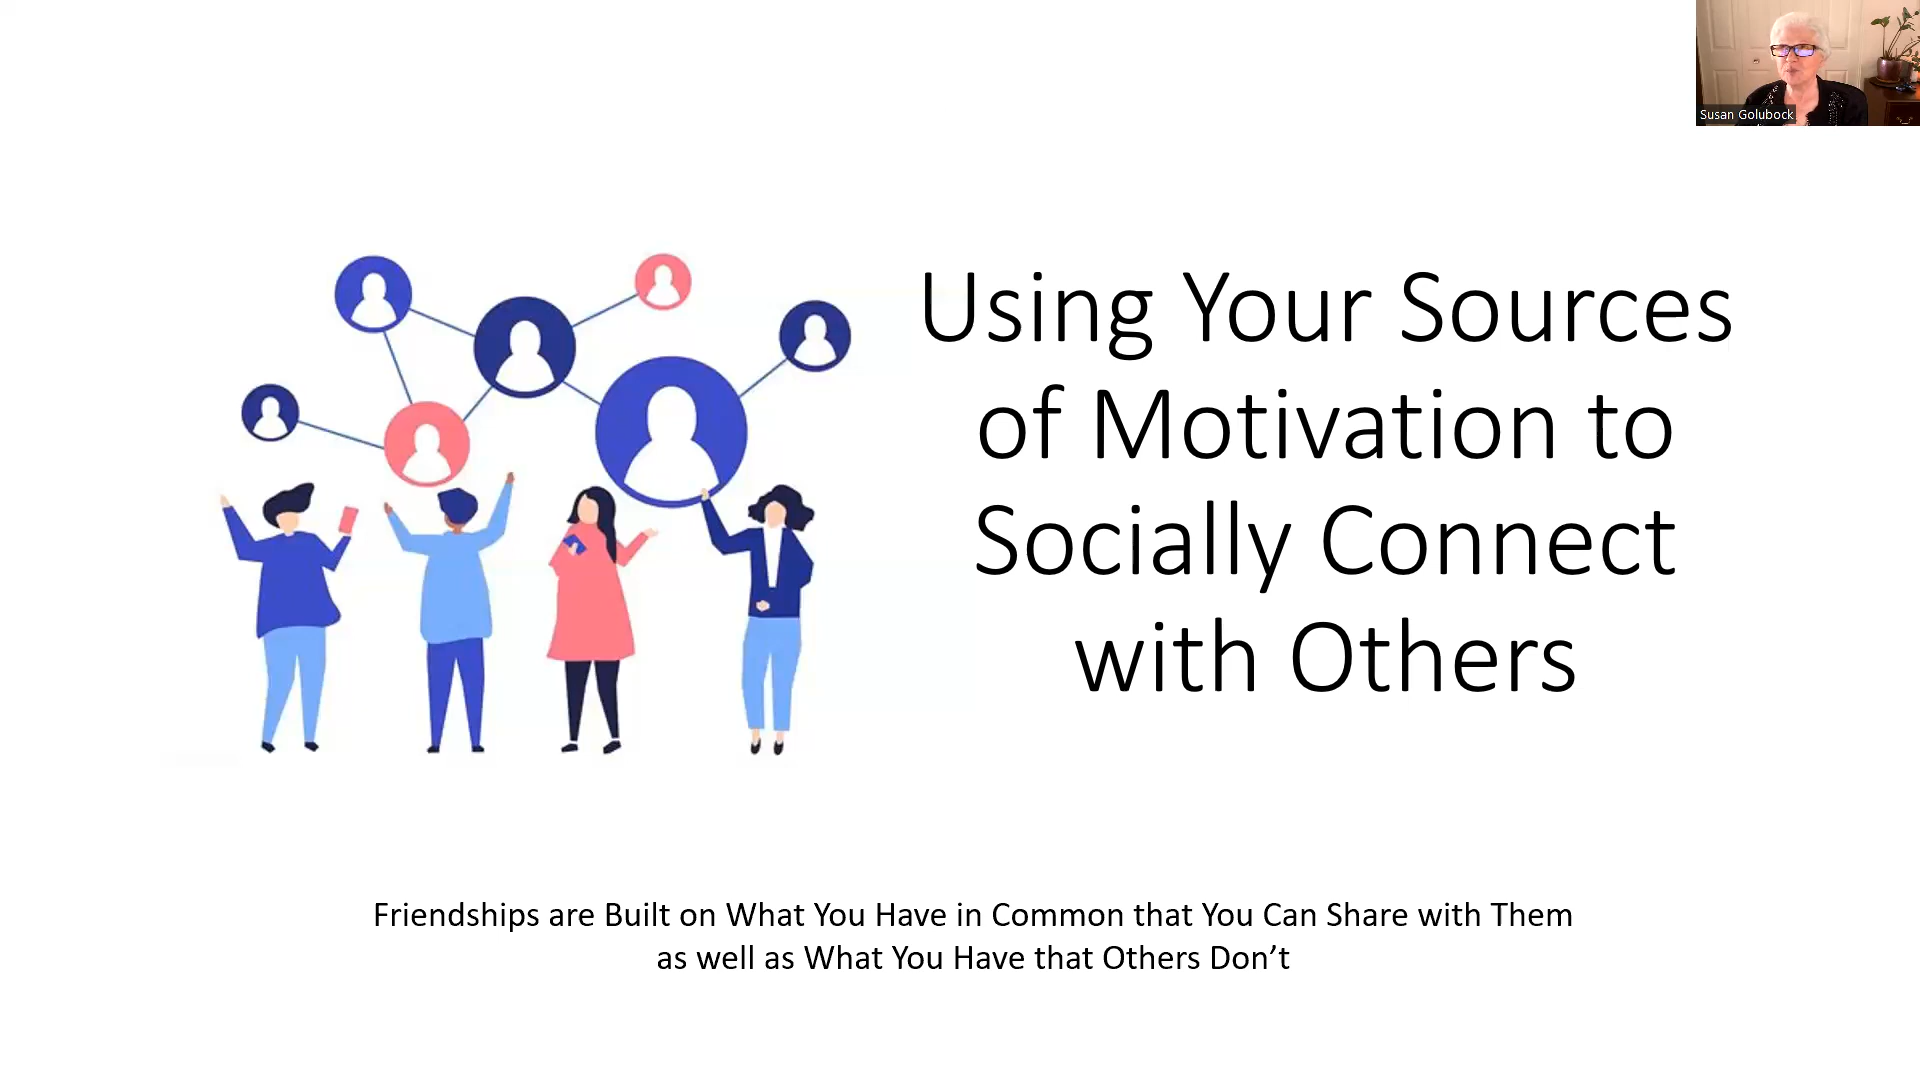 Susan Golubock
Using Your Sources
of Motivation to
Socially Connect
with Others
Friendships are Built on What You Have in Common that You Can Share with Them
as well as What You Have that Others Don’t